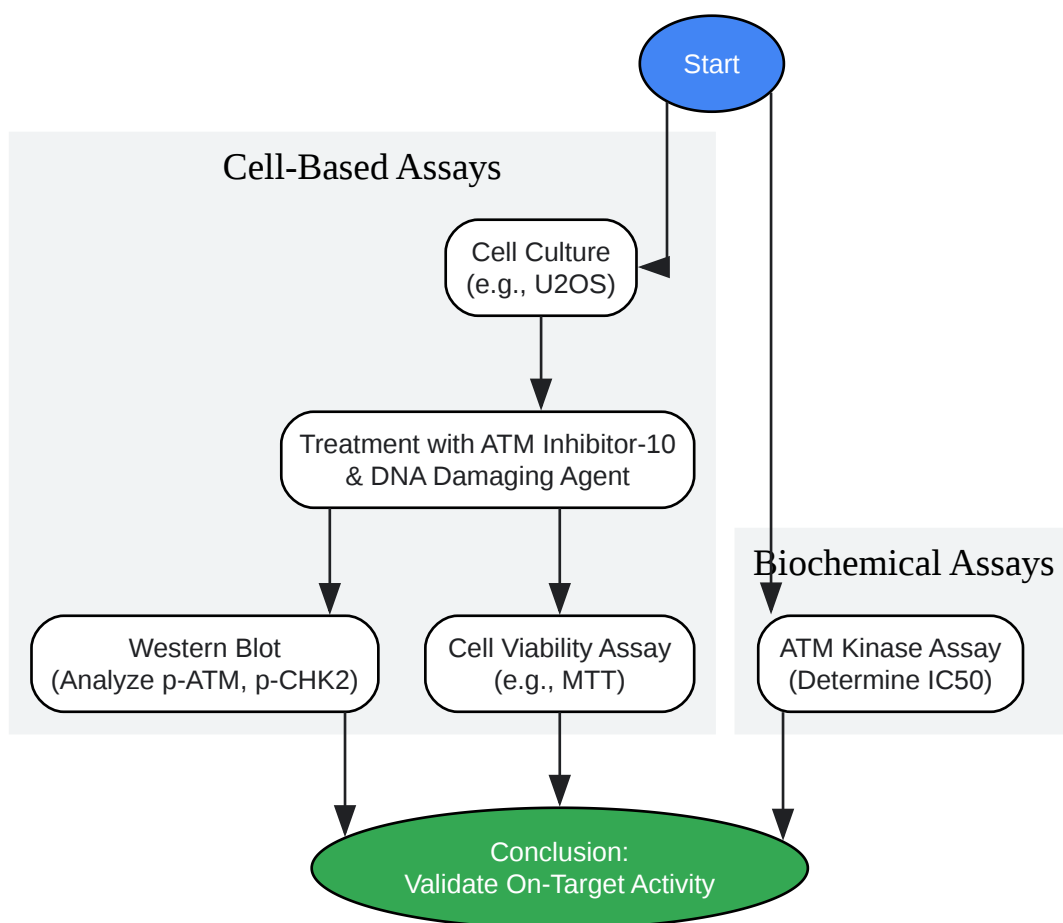 Start
Cell-Based Assays
Cell Culture
(e.g., U2OS)
Treatment with ATM Inhibitor-10
& DNA Damaging Agent
Biochemical Assays
Western Blot
(Analyze p-ATM, p-CHK2)
Cell Viability Assay
(e.g., MTT)
ATM Kinase Assay
(Determine IC50)
Conclusion:
Validate On-Target Activity